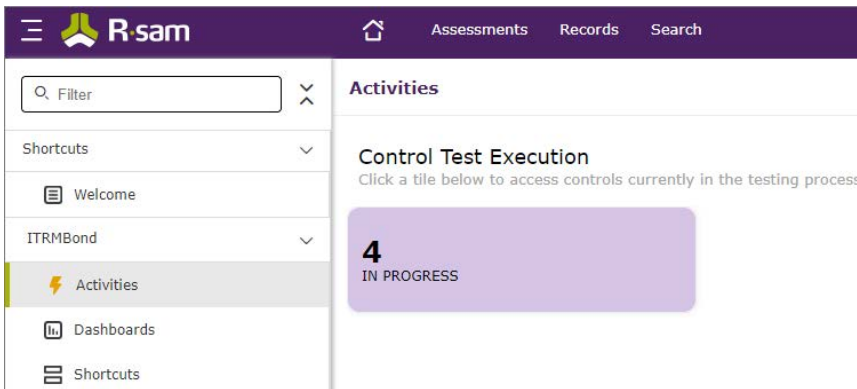 R·sam
Assessments Records Search
Filter
Activities
Shortcuts
Control Test Execution
Click a tile below to access controls currently in the testing process
Welcome
ITRMBond
4
IN PROGRESS
Activities
Dashboards
Shortcuts